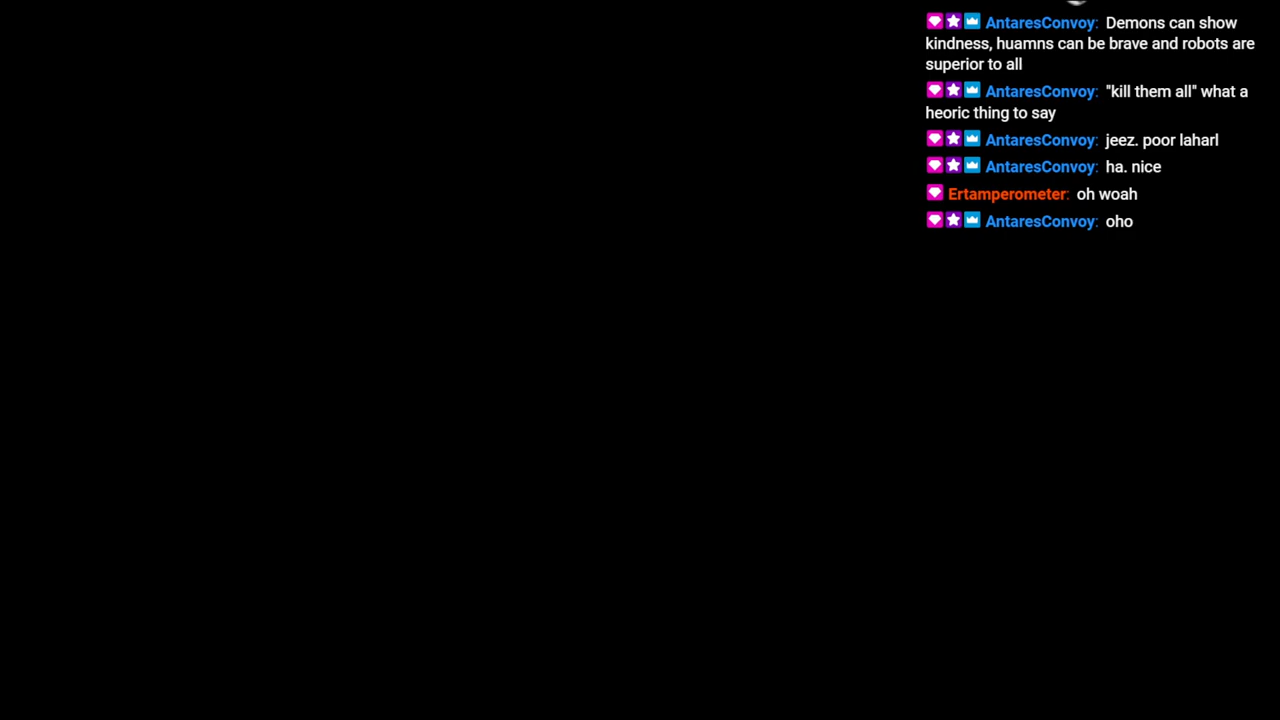 AntaresConvoy: Demons can show
kindness, huamns can be brave and robots are
superior to all
AntaresConvoy: "kill them all" what a
heoric thing to say
AntaresConvoy: jeez. poor laharl
AntaresConvoy: ha. nice
Ertamperometer: oh woah
AntaresConvoy: oho